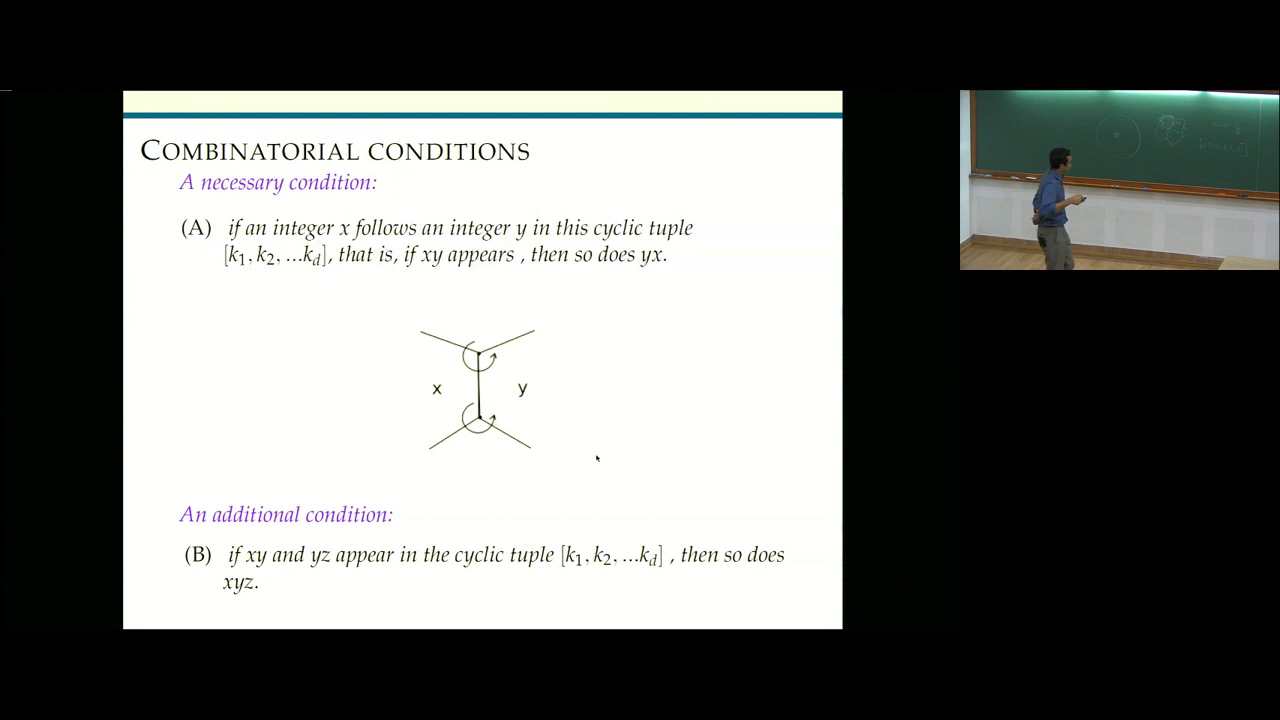 COMBINATORIAL CONDITIONS
A necessary condition:
(A) if an integer x follows an integer y in this cyclic tuple
[k₁, k₂, ...k_d], that is, if xy appears , then so does yx.
x y
An additional condition:
(B) if xy and yz appear in the cyclic tuple [k₁, k₂, ...k_d] , then so does
xyz.